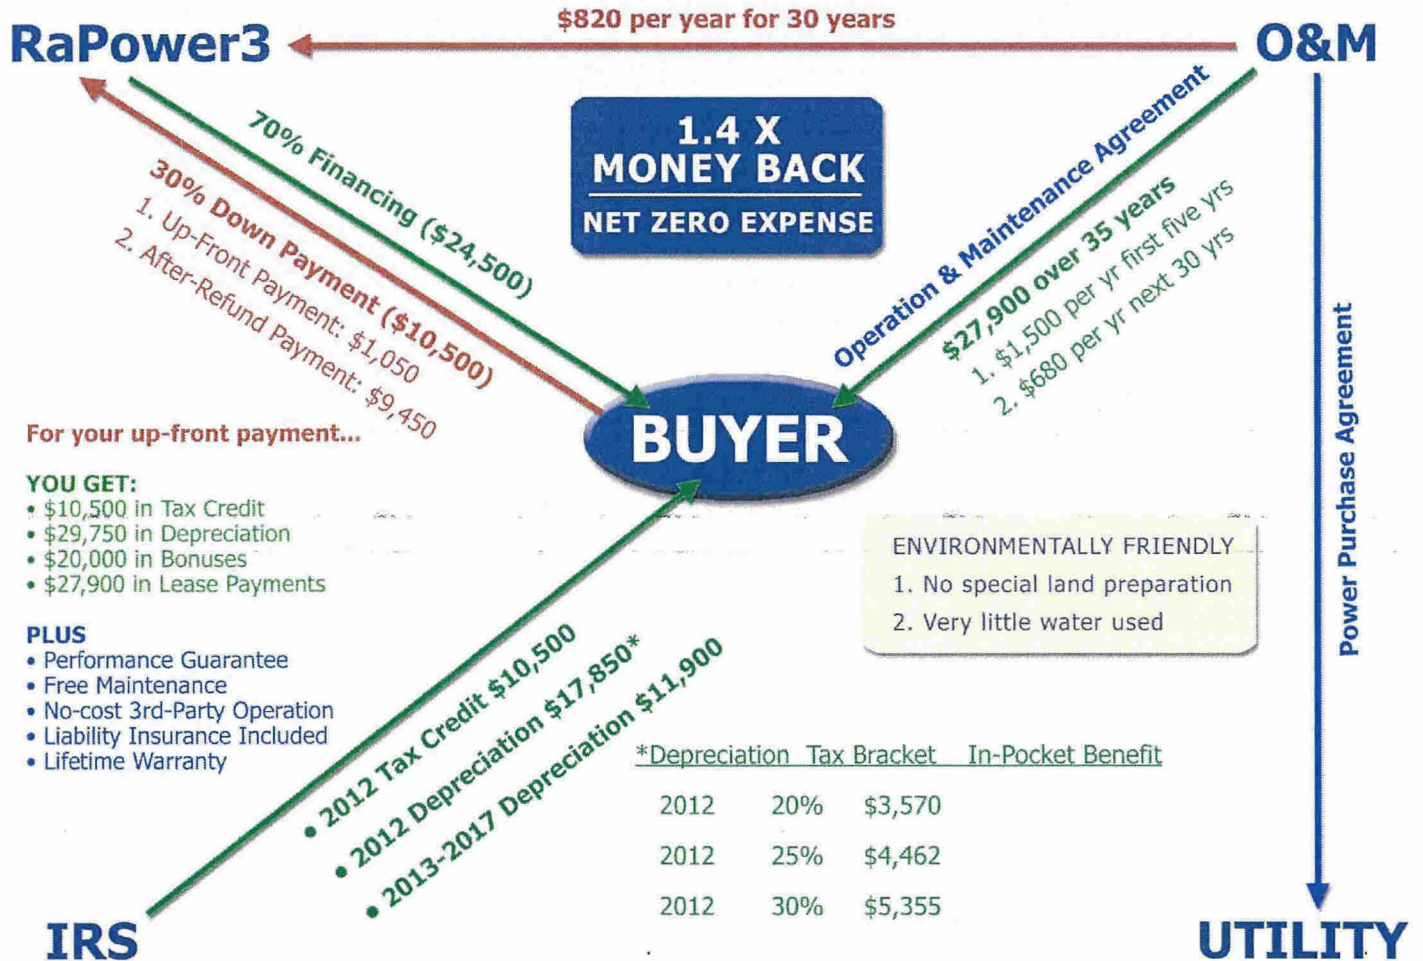 $820 per year for 30 years
RaPower3
O&M
70% Financing ($24,500)
30% Down Payment ($10,500)
1. Up-Front Payment: $1,050
2. After-Refund Payment: $9,450
1.4 X
MONEY BACK
NET ZERO EXPENSE
Operation & Maintenance Agreement
$27,900 over 35 years
1. $1,500 per yr first five yrs
2. $680 per yr next 30 yrs
Power Purchase Agreement
BUYER
For your up-front payment...
YOU GET:
• $10,500 in Tax Credit
• $29,750 in Depreciation
• $20,000 in Bonuses
• $27,900 in Lease Payments
PLUS
• Performance Guarantee
• Free Maintenance
• No-cost 3rd-Party Operation
• Liability Insurance Included
• Lifetime Warranty
ENVIRONMENTALLY FRIENDLY
1. No special land preparation
2. Very little water used
• 2012 Tax Credit $10,500
• 2012 Depreciation $17,850*
• 2013-2017 Depreciation $11,900
*Depreciation Tax Bracket In-Pocket Benefit
2012 20% $3,570
2012 25% $4,462
2012 30% $5,355
IRS
UTILITY